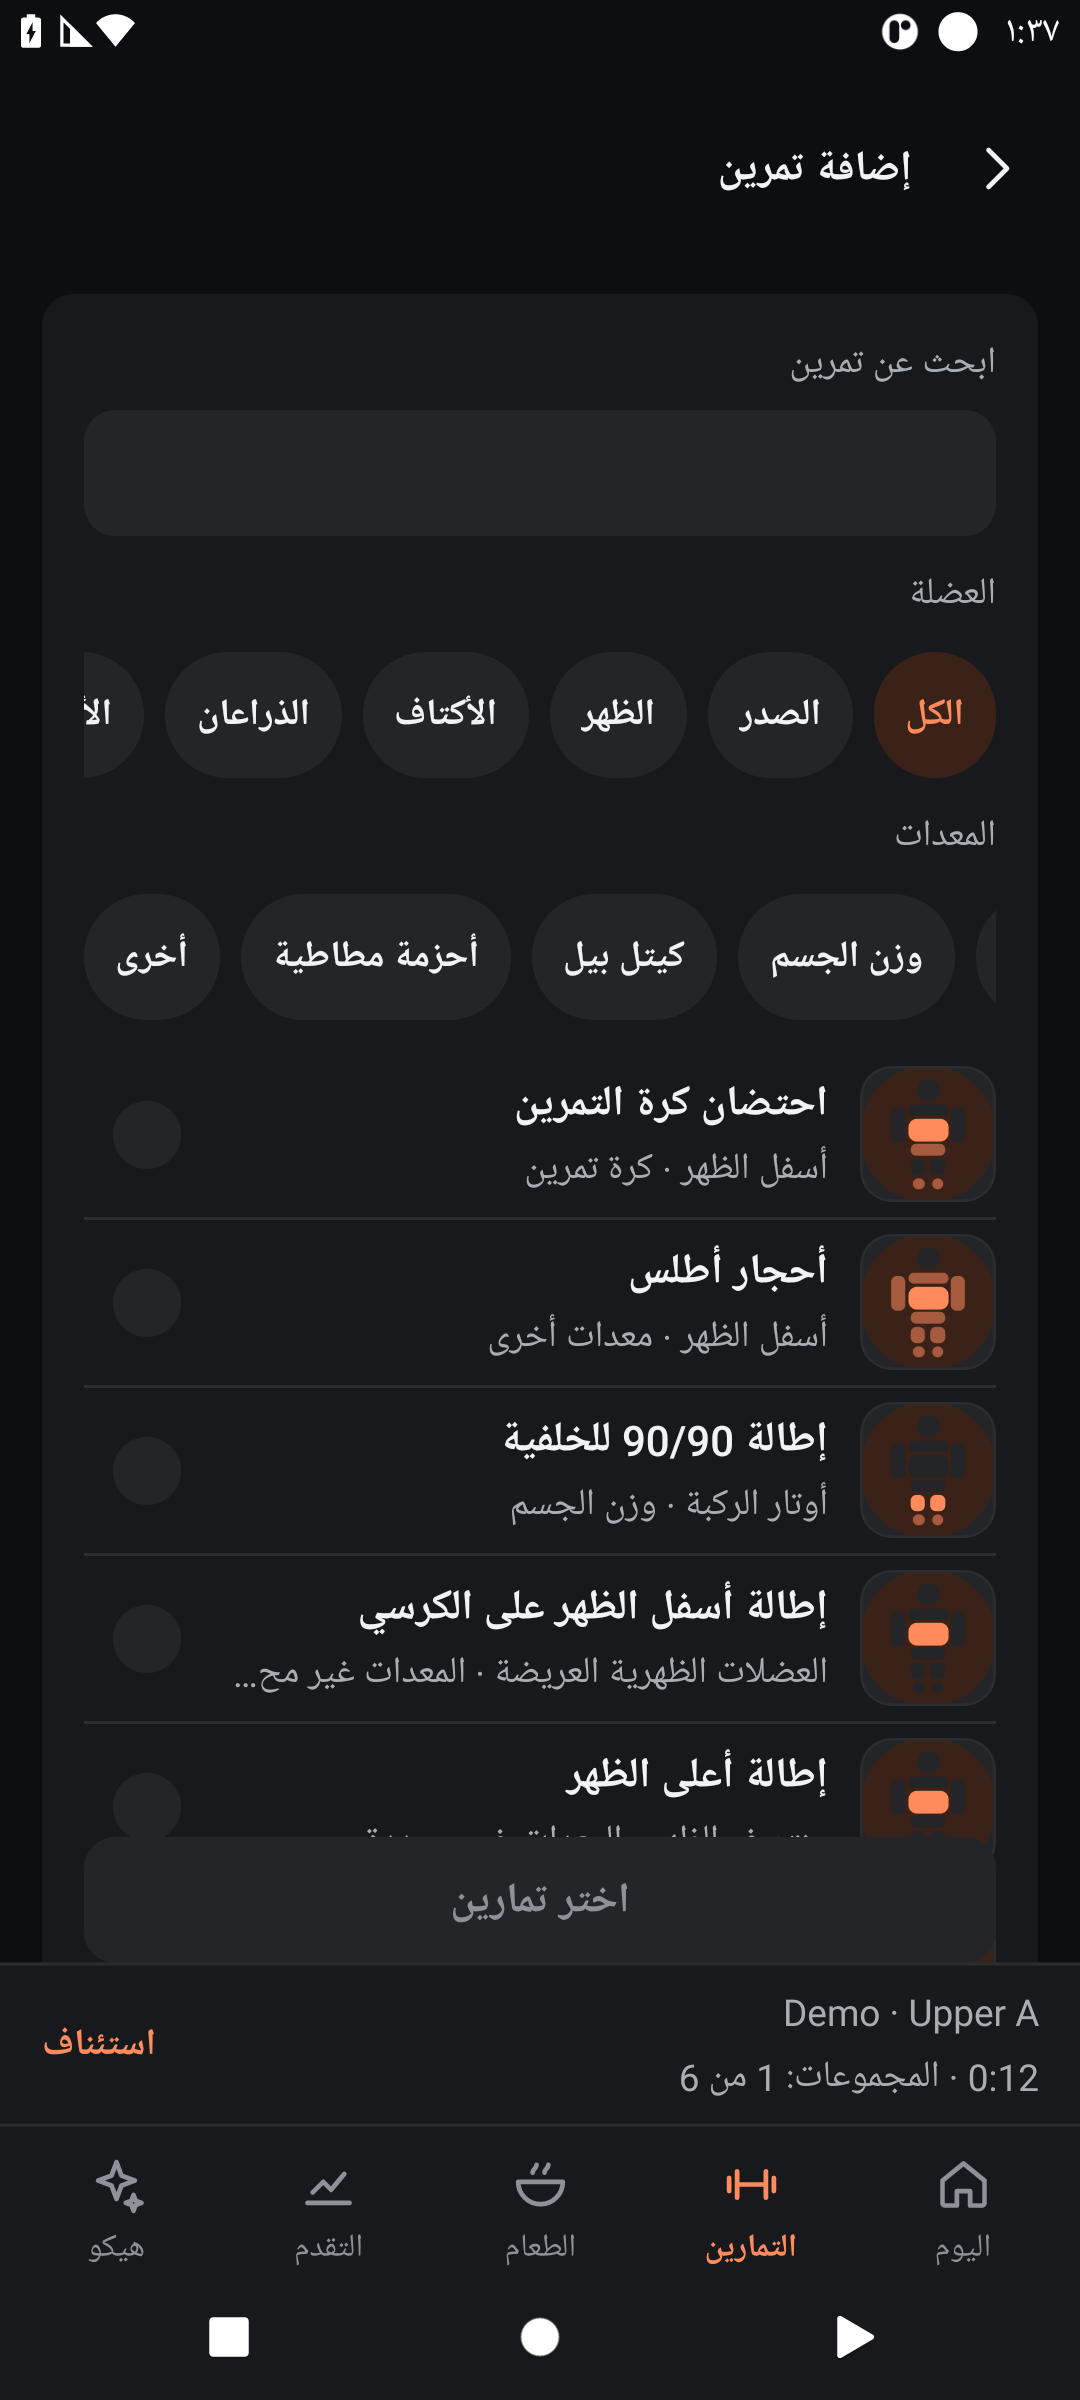 ١:٣٧
إضافة تمرين
ابحث عن تمرين
العضلة
الكل
الصدر
الظهر
الأكتاف
الذراعان
المعدات
وزن الجسم
كيتل بيل
أحزمة مطاطية
أخرى
احتضان كرة التمرين
أسفل الظهر · كرة تمرين
أحجار أطلس
أسفل الظهر · معدات أخرى
إطالة 90/90 للخلفية
أوتار الركبة · وزن الجسم
إطالة أسفل الظهر على الكرسي
العضلات الظهرية العريضة · المعدات غير مح...
إطالة أعلى الظهر
اختر تمارين
Demo · Upper A
0:12 · المجموعات: 1 من 6
استئناف
اليوم
التمارين
الطعام
التقدم
هيكو